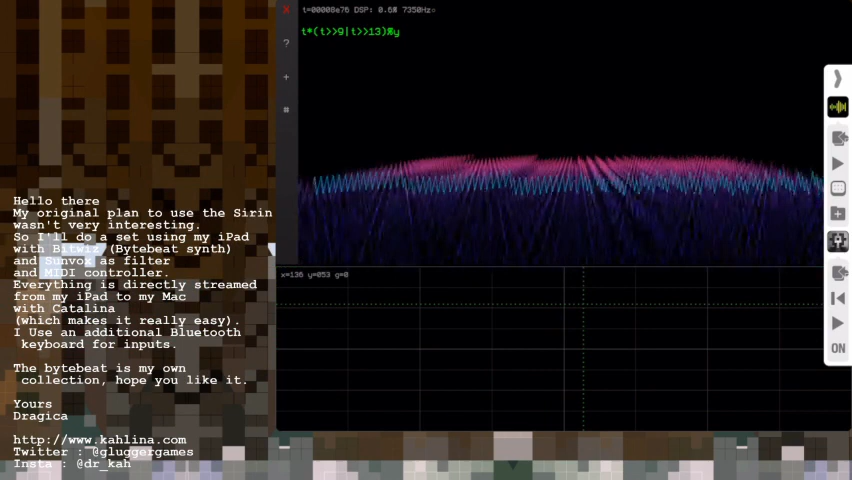 t=00008e76 DSP: 0.6% 7350Hz
t*(t>>9|t>>13)%y
?
+
#
Hello there
My original plan to use the Sirin
wasn't very interesting.
So I'll do a set using my iPad
with Bitwiz (Bytebeat synth)
and Sunvox as filter
and MIDI controller.
Everything is directly streamed
from my iPad to my Mac
with Catalina
(which makes it really easy).
I Use an additional Bluetooth
keyboard for inputs.
The bytebeat is my own
collection, hope you like it.
Yours
Dragica
http://www.kahlina.com
Twitter : @gluggergames
Insta : @dr_kah
x=136 y=053 g=0
ON